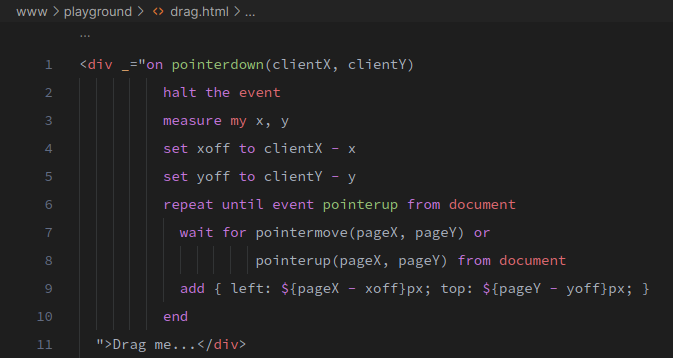 www > playground > <> drag.html > ...
...
1 <div _="on pointerdown(clientX, clientY)
2 halt the event
3 measure my x, y
4 set xoff to clientX - x
5 set yoff to clientY - y
6 repeat until event pointerup from document
7 wait for pointermove(pageX, pageY) or
8 pointerup(pageX, pageY) from document
9 add { left: ${pageX - xoff}px; top: ${pageY - yoff}px; }
10 end
11 ">Drag me...</div>